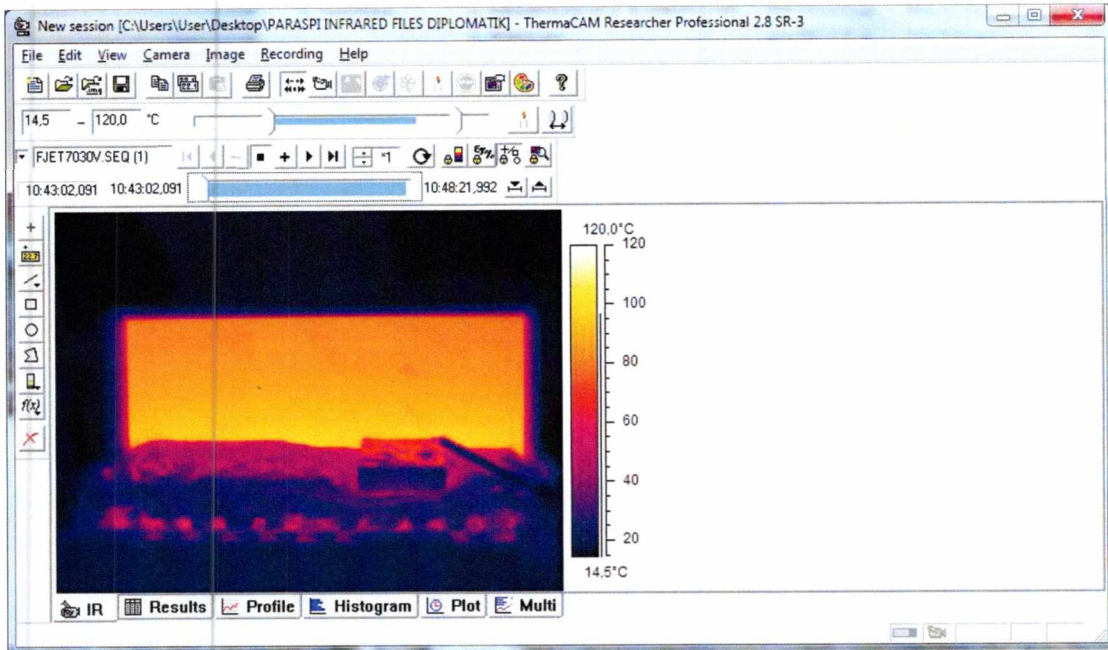 New session [C:\Users\User\Desktop\PARASPI INFRARED FILES DIPLOMATIK] - ThermaCAM Researcher Professional 2.8 SR-3
File Edit View Camera Image Recording Help
14,5 – 120,0 °C
FJET7030V.SEQ (1) *1
10:43:02,091 10:43:02,091 10:48:21,992
120,0°C
120
100
80
60
40
20
14,5°C
f(x)
IR Results Profile Histogram Plot Multi